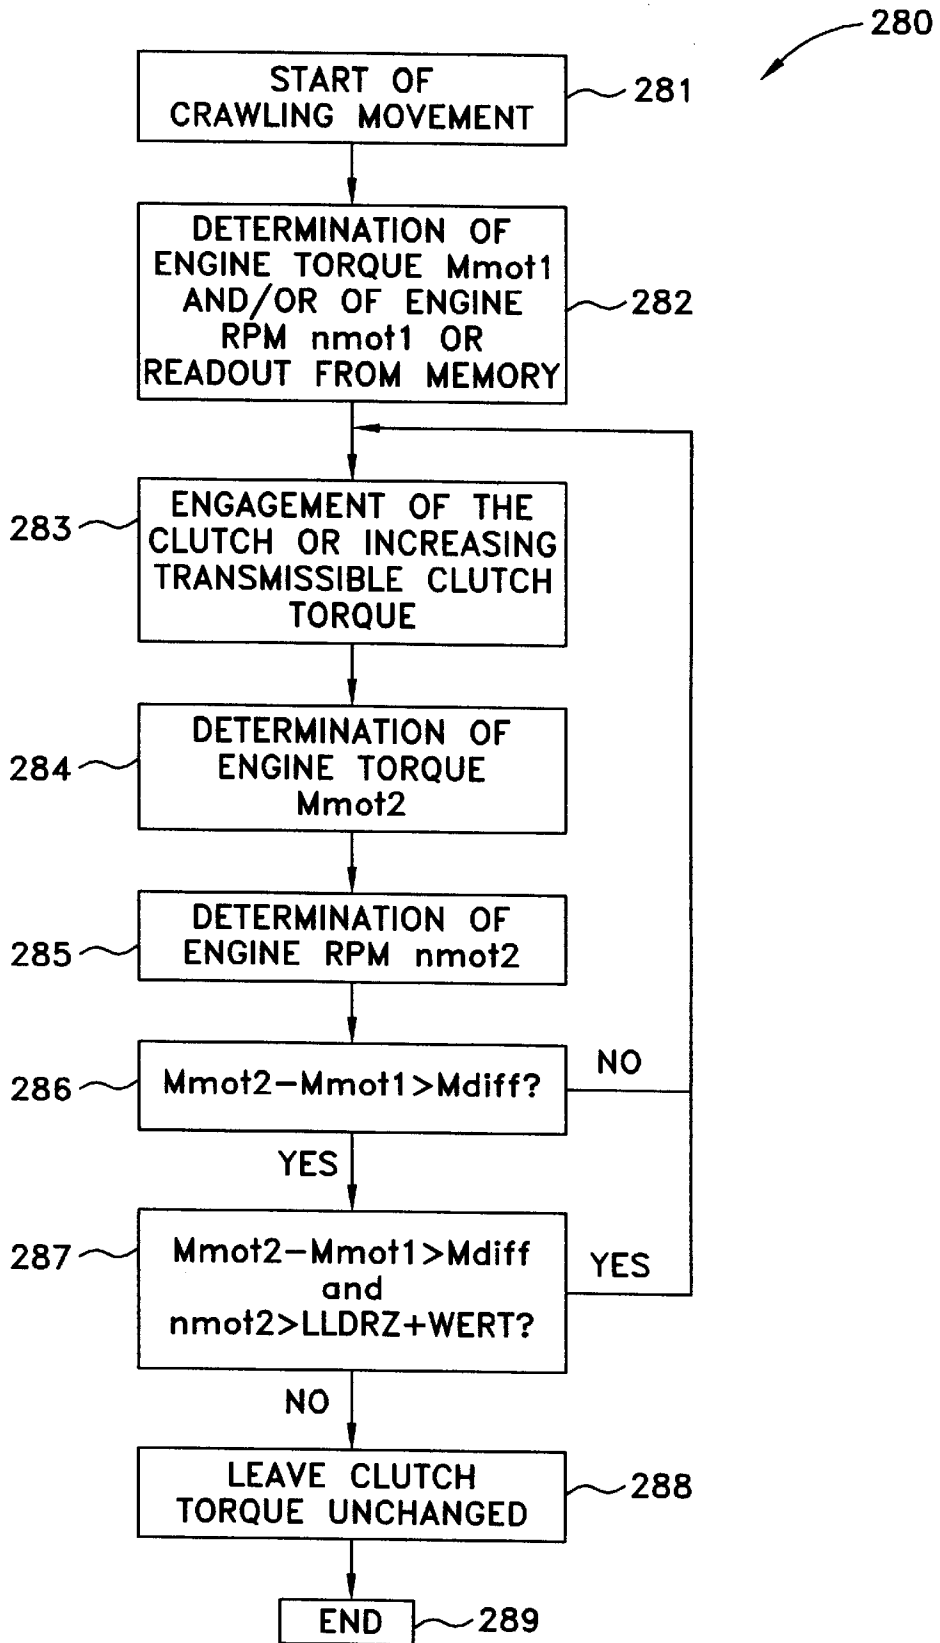 280
START OF
CRAWLING MOVEMENT
281
DETERMINATION OF
ENGINE TORQUE Mmot1
AND/OR OF ENGINE
RPM nmot1 OR
READOUT FROM MEMORY
282
283
ENGAGEMENT OF THE
CLUTCH OR INCREASING
TRANSMISSIBLE CLUTCH
TORQUE
284
DETERMINATION OF
ENGINE TORQUE
Mmot2
285
DETERMINATION OF
ENGINE RPM nmot2
286
Mmot2-Mmot1>Mdiff?
NO
YES
287
Mmot2-Mmot1>Mdiff
and
nmot2>LLDRZ+WERT?
YES
NO
LEAVE CLUTCH
TORQUE UNCHANGED
288
END
289